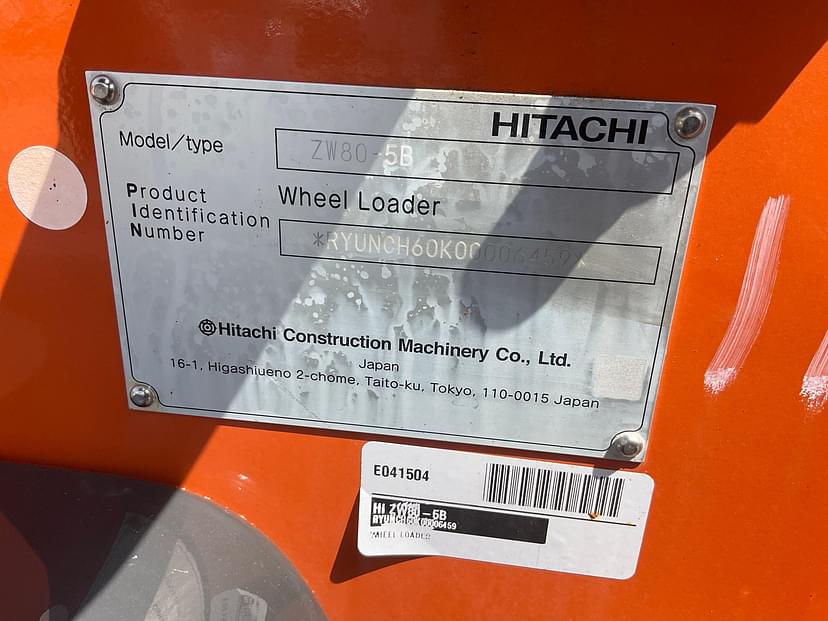 HITACHI
Model/type ZW80-5B
Product
Identification
Number
Wheel Loader
*RYUNCH60K00006459*
Hitachi Construction Machinery Co., Ltd.
Japan
16-1, Higashiueno 2-chome, Taito-ku, Tokyo, 110-0015 Japan
E041504
HI ZW80-5B
RYUNCH60K00006459
WHEEL LOADER